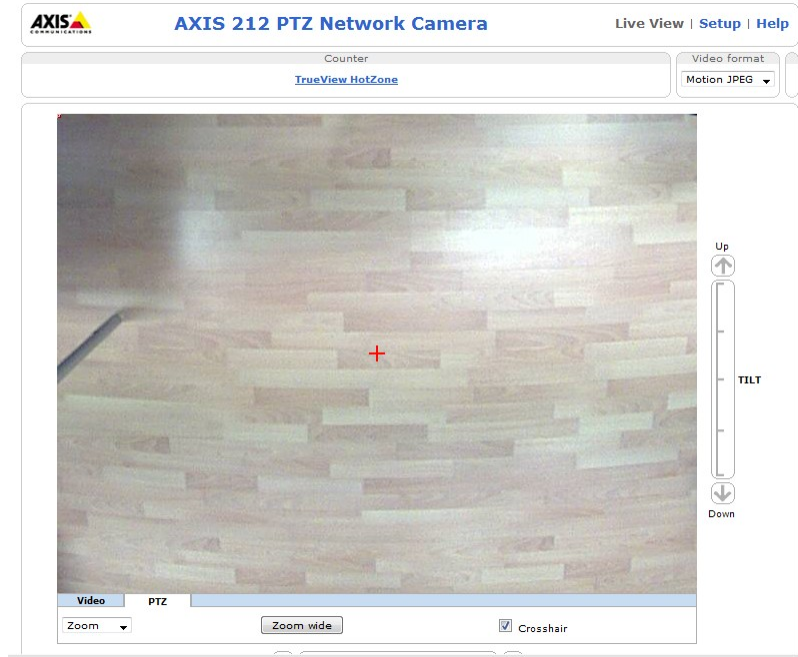 AXIS
COMMUNICATIONS
AXIS 212 PTZ Network Camera
Live View | Setup | Help
Counter
Video format
TrueView HotZone
Motion JPEG
Up
TILT
Down
Video
PTZ
Zoom
Zoom wide
Crosshair